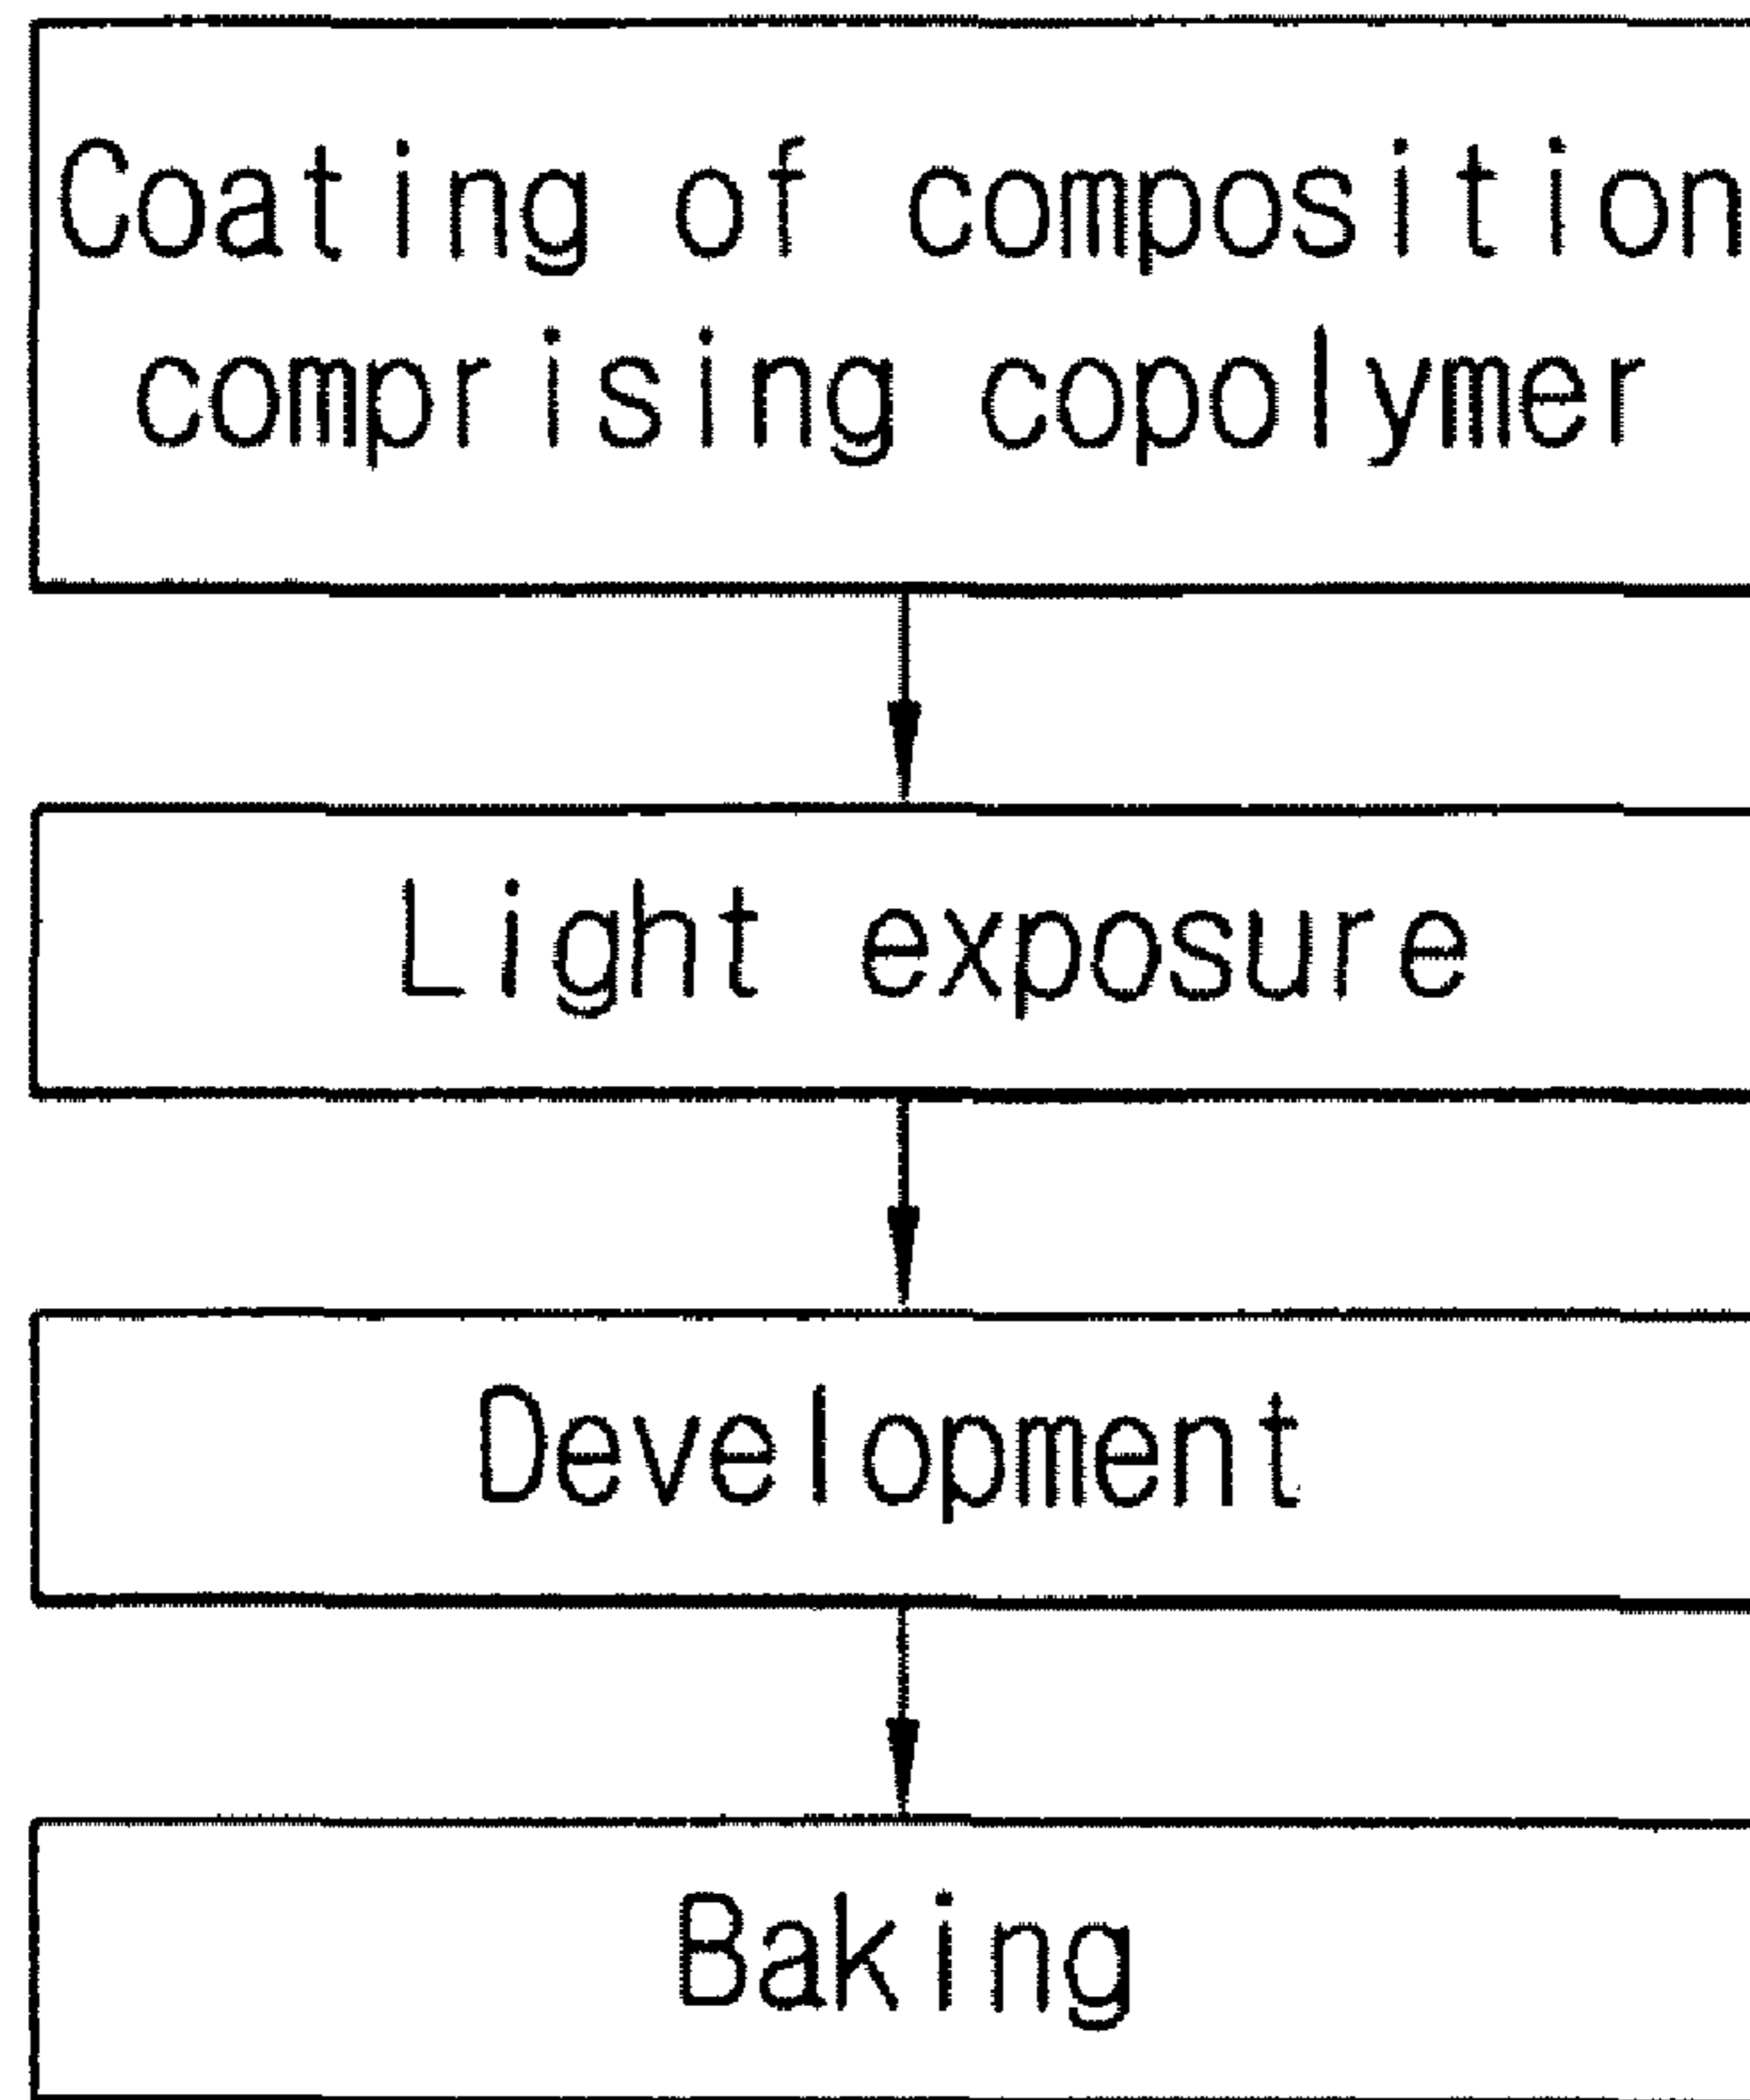 Coating of composition
comprising copolymer
Light exposure
Development
Baking